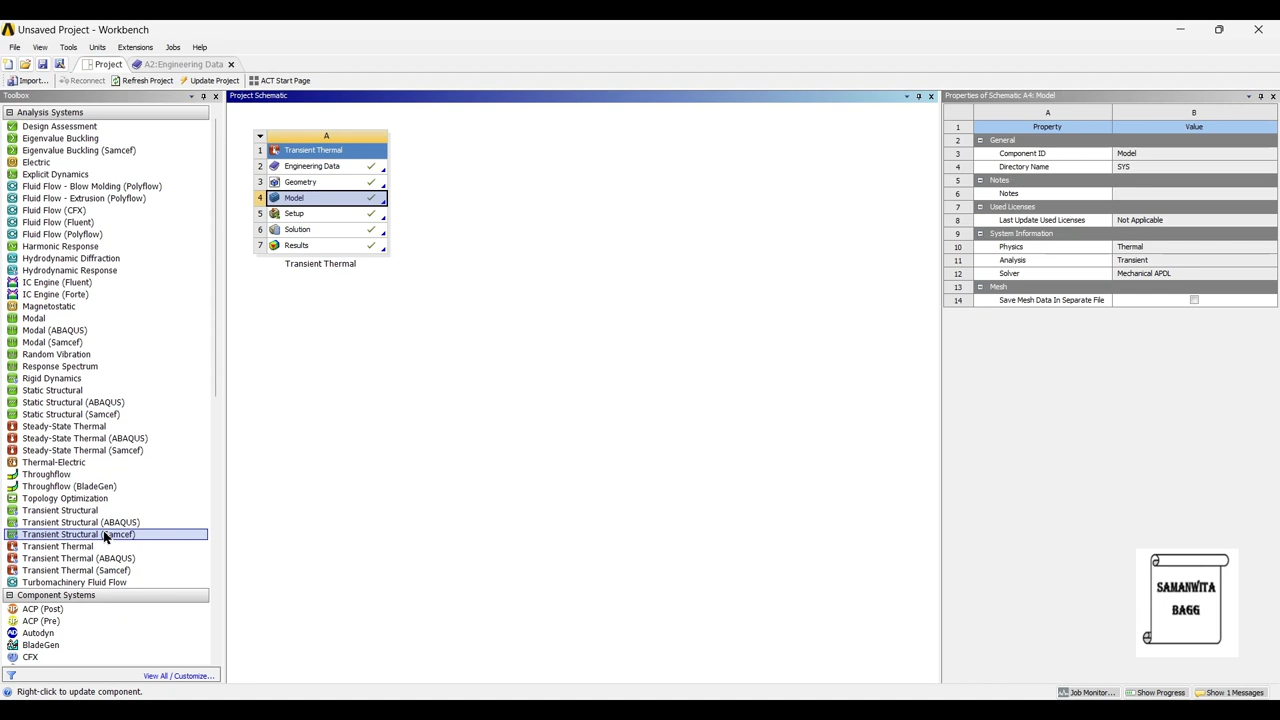 Unsaved Project - Workbench
File View Tools Units Extensions Jobs Help
Project A2:Engineering Data
Import... Reconnect Refresh Project Update Project ACT Start Page
Toolbox
Analysis Systems
Design Assessment
Eigenvalue Buckling
Eigenvalue Buckling (Samcef)
Electric
Explicit Dynamics
Fluid Flow - Blow Molding (Polyflow)
Fluid Flow - Extrusion (Polyflow)
Fluid Flow (CFX)
Fluid Flow (Fluent)
Fluid Flow (Polyflow)
Harmonic Response
Hydrodynamic Diffraction
Hydrodynamic Response
IC Engine (Fluent)
IC Engine (Forte)
Magnetostatic
Modal
Modal (ABAQUS)
Modal (Samcef)
Random Vibration
Response Spectrum
Rigid Dynamics
Static Structural
Static Structural (ABAQUS)
Static Structural (Samcef)
Steady-State Thermal
Steady-State Thermal (ABAQUS)
Steady-State Thermal (Samcef)
Thermal-Electric
Throughflow
Throughflow (BladeGen)
Topology Optimization
Transient Structural
Transient Structural (ABAQUS)
Transient Structural (Samcef)
Transient Thermal
Transient Thermal (ABAQUS)
Transient Thermal (Samcef)
Turbomachinery Fluid Flow
Component Systems
ACP (Post)
ACP (Pre)
Autodyn
BladeGen
CFX
View All / Customize...
Right-click to update component.
Project Schematic
A
1 Transient Thermal
2 Engineering Data
3 Geometry
4 Model
5 Setup
6 Solution
7 Results
Transient Thermal
Properties of Schematic A4: Model
A B
1 Property Value
2 General
3 Component ID Model
4 Directory Name SYS
5 Notes
6 Notes
7 Used Licenses
8 Last Update Used Licenses Not Applicable
9 System Information
10 Physics Thermal
11 Analysis Transient
12 Solver Mechanical APDL
13 Mesh
14 Save Mesh Data In Separate File
SAMANWITA
BAGG
Job Monitor... Show Progress Show 1 Messages